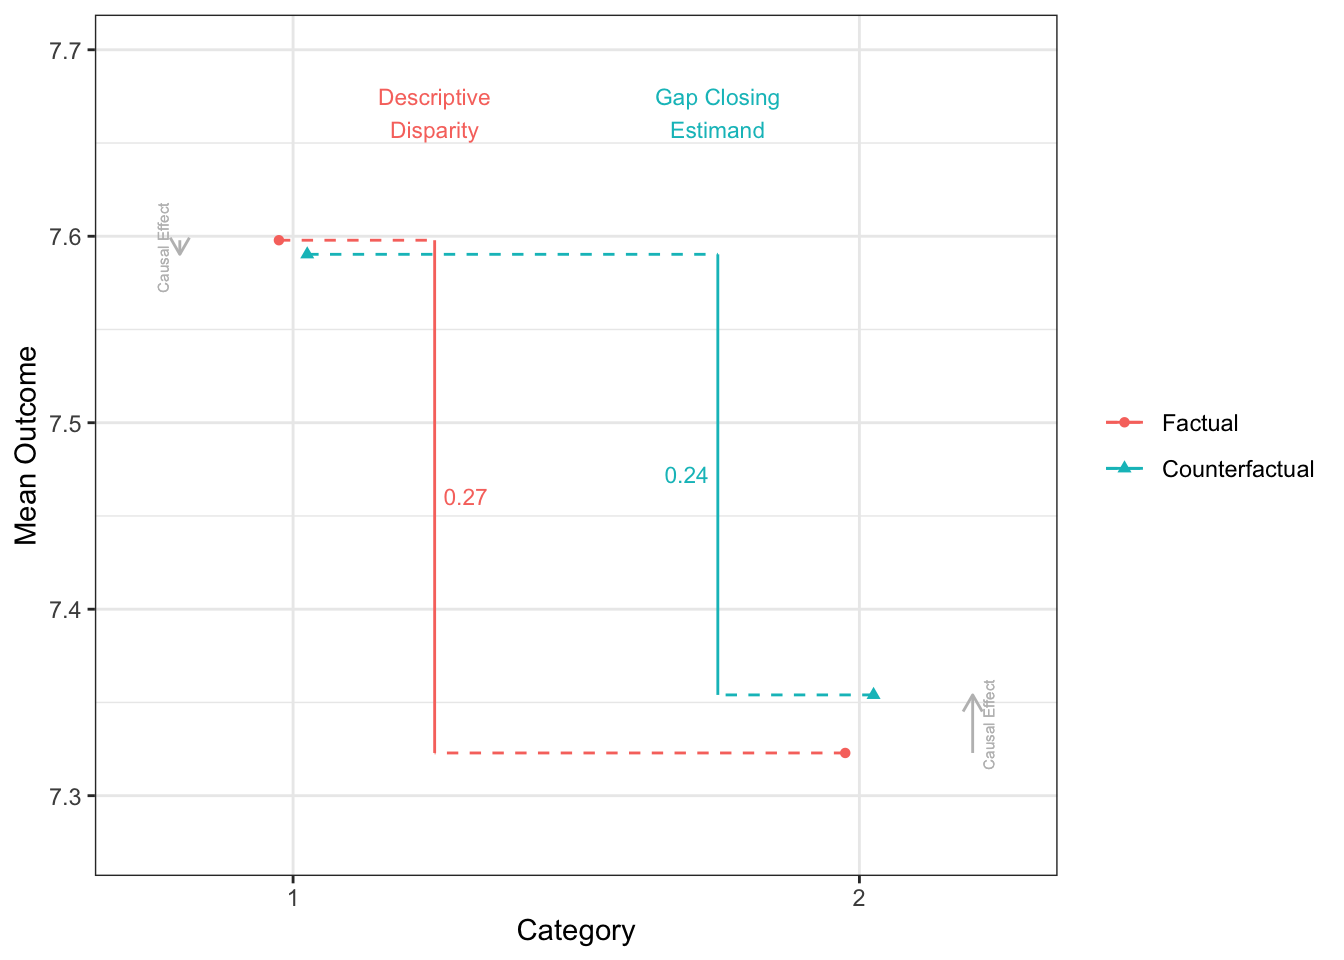 7.7
7.6
7.5
7.4
7.3
Mean Outcome
Descriptive
Disparity
Gap Closing
Estimand
Causal Effect
0.27
0.24
Causal Effect
1
2
Category
Factual
Counterfactual